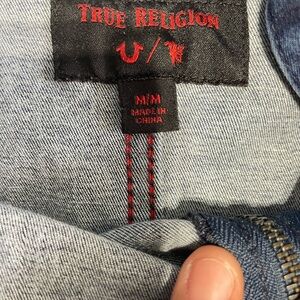 TRUE RELIGION
M/M
MADE IN
CHINA